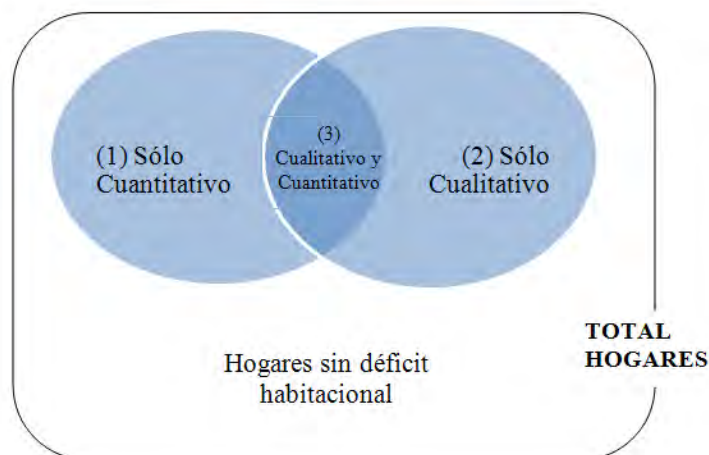 (1) Sólo
Cuantitativo
(3)
Cualitativo y
Cuantitativo
(2) Sólo
Cualitativo
Hogares sin déficit
habitacional
TOTAL
HOGARES